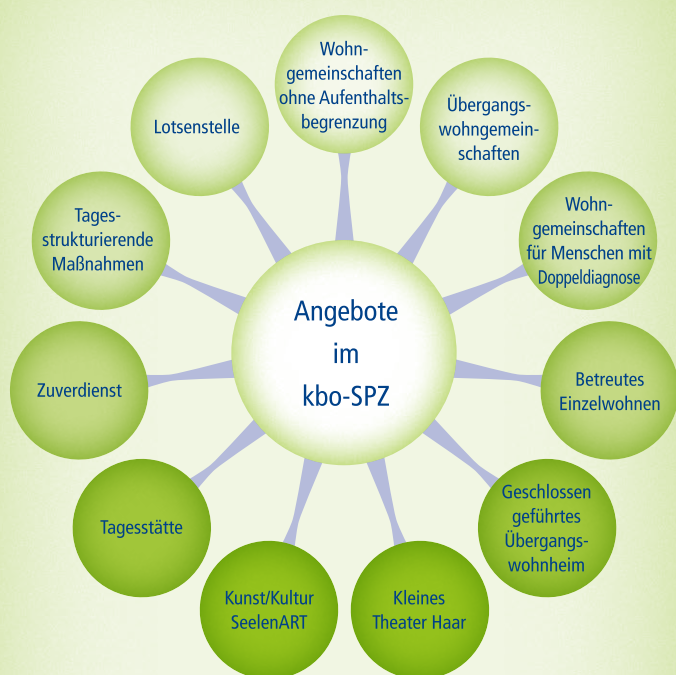 Angebote
im
kbo-SPZ
Wohn-
gemeinschaften
ohne Aufenthalts-
begrenzung
Übergangs-
wohngemein-
schaften
Wohn-
gemeinschaften
für Menschen mit
Doppeldiagnose
Betreutes
Einzelwohnen
Geschlossen
geführtes
Übergangs-
wohnheim
Kleines
Theater Haar
Kunst/Kultur
SeelenART
Tagesstätte
Zuverdienst
Tages-
strukturierende
Maßnahmen
Lotsenstelle